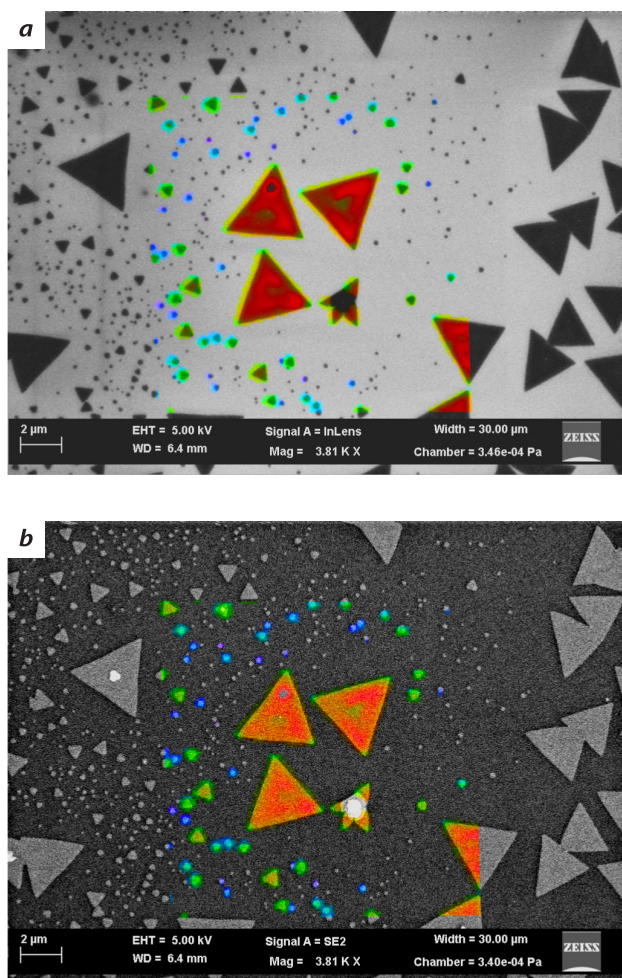 a
2 µm
EHT = 5.00 kV
WD = 6.4 mm
Signal A = InLens
Mag = 3.81 K X
Width = 30.00 µm
Chamber = 3.46e-04 Pa
ZEISS
b
2 µm
EHT = 5.00 kV
WD = 6.4 mm
Signal A = SE2
Mag = 3.81 K X
Width = 30.00 µm
Chamber = 3.40e-04 Pa
ZEISS